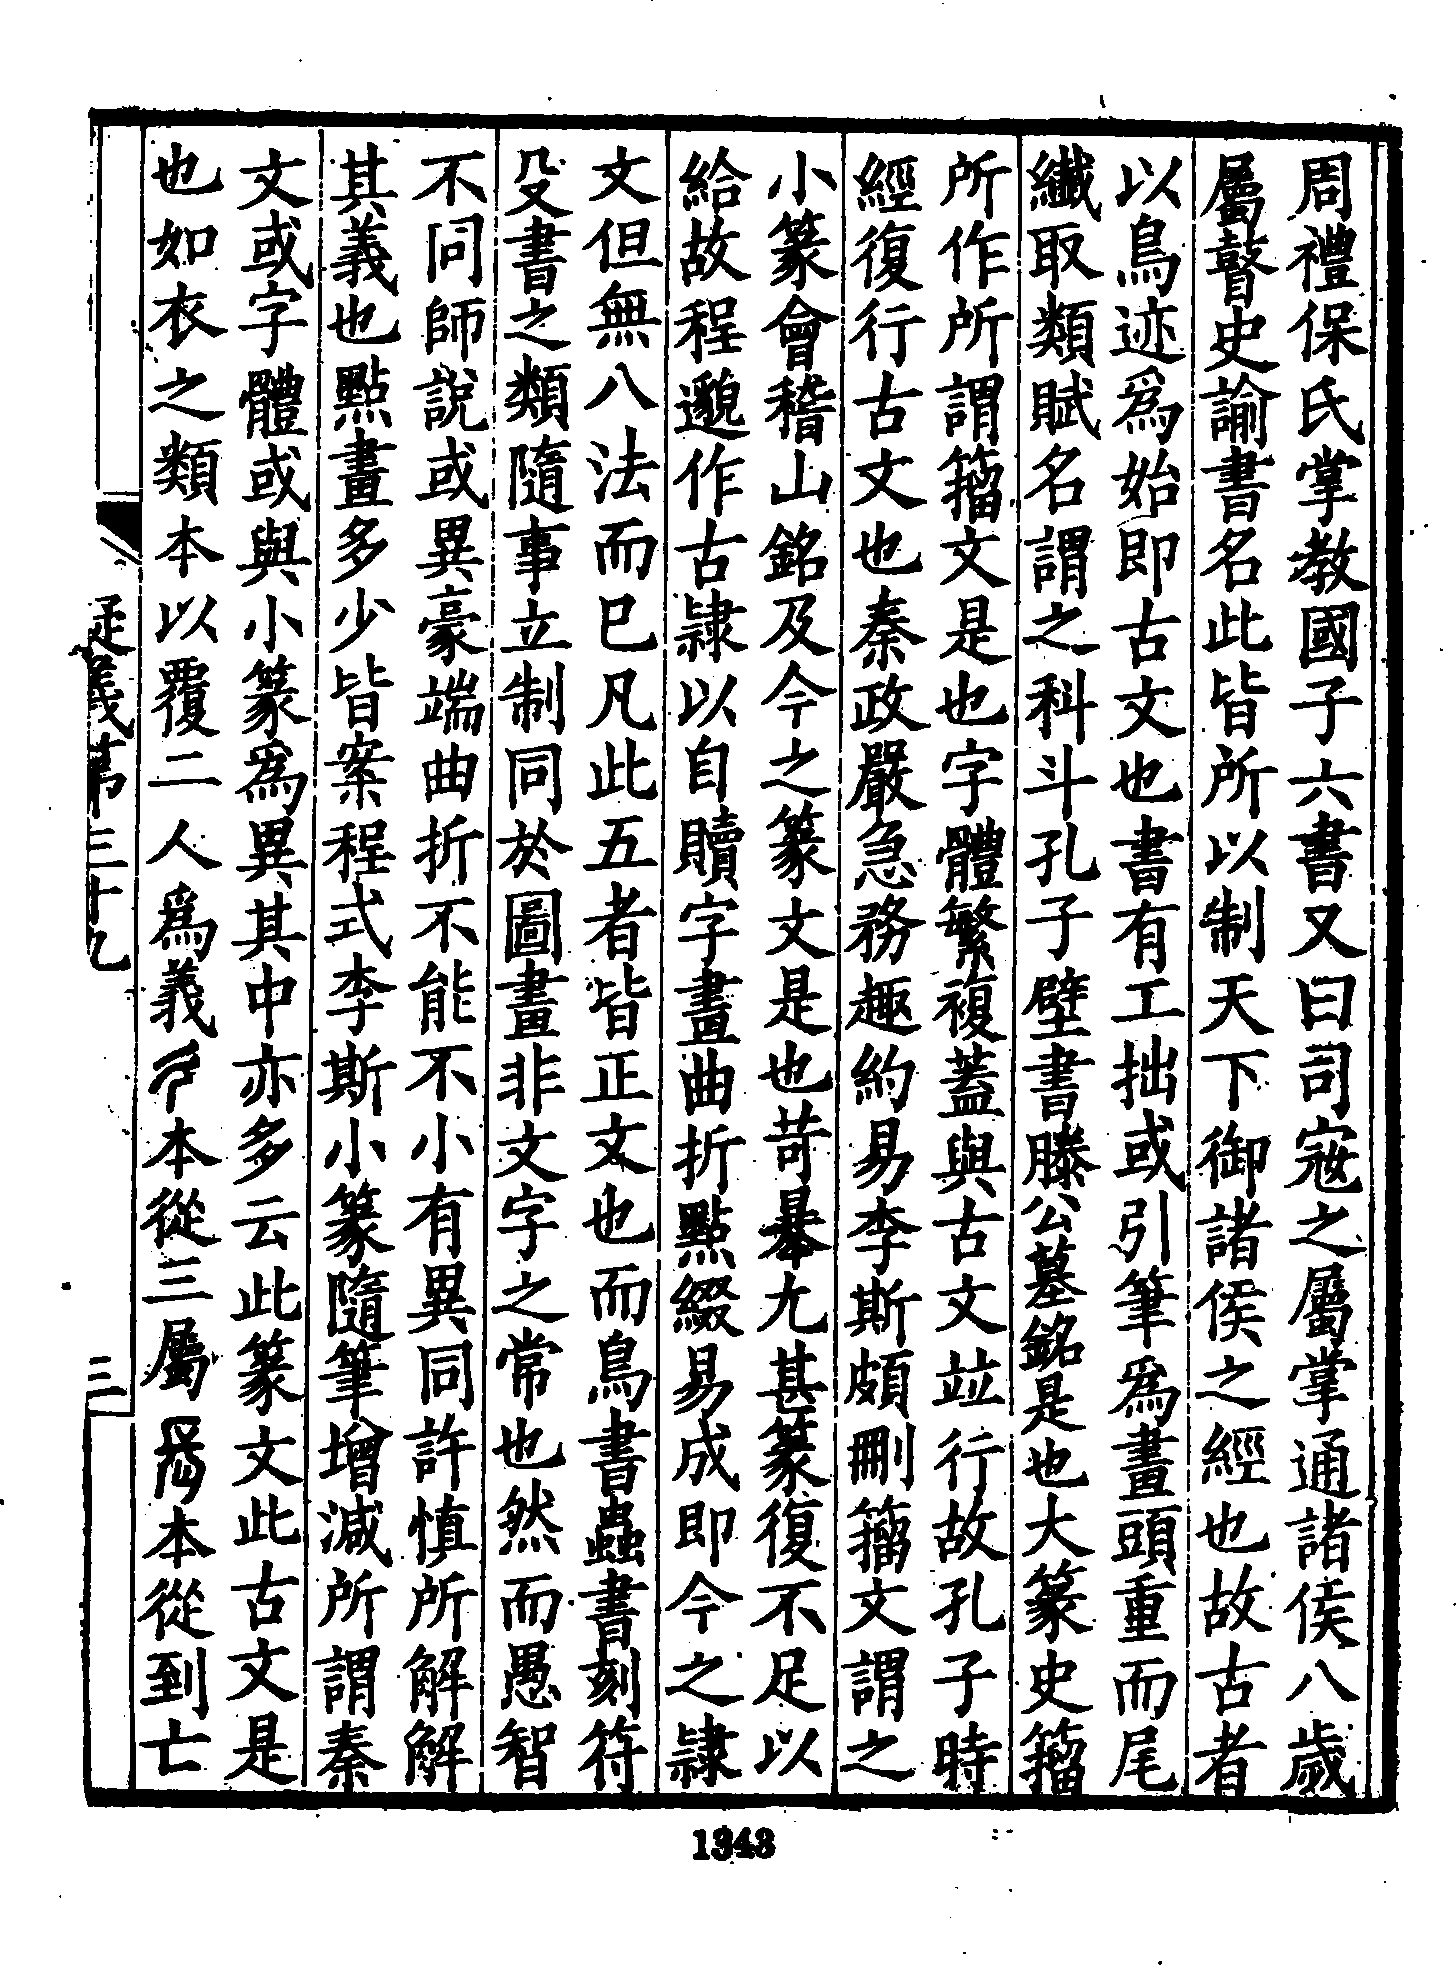 周禮保氏掌教國子六書又曰司寇之屬掌通諸侯八歲
屬瞽史諭書名此皆所以制天下御諸侯之經也故古者
以鳥迹爲始即古文也書有工拙或引筆爲畫頭重而尾
纎取類賦名謂之科斗孔子壁書滕公墓銘是也大篆史籒
所作所謂籒文是也字體繁複蓋與古文竝行故孔子時
經復行古文也秦政嚴急務趣約易李斯頗刪籒文謂之
小篆會稽山銘及今之篆文是也苛暴尢甚篆復不足以
給故程邈作古隷以自贖字畫曲折點綴易成即今之隷
文但無八法而已凡此五者皆正文也而鳥書蟲書刻符
殳書之類隨事立制同於圖畫非文字之常也然而愚智
不同師說或異豪端曲折不能不小有異同許慎所解解
其義也點畫多少皆案程式李斯小篆隨筆增減所謂秦
文或字體或與小篆爲異其中亦多云此篆文此古文是
也如衣之類本以覆二人爲義本從三屬本從到亡
疑義第三十九
三
1343